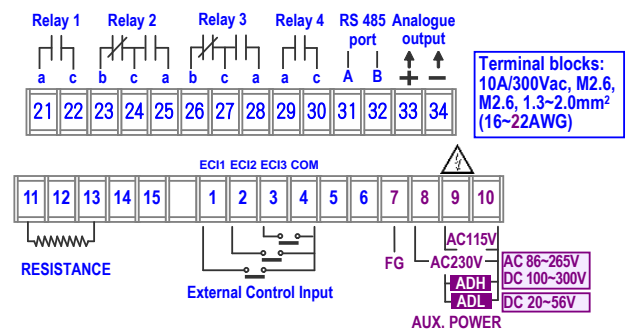 Relay 1 Relay 2 Relay 3 Relay 4 RS 485 port Analogue output
a c b c a b c a a c A B + −
21 22 23 24 25 26 27 28 29 30 31 32 33 34
Terminal blocks:
10A/300Vac, M2.6,
M2.6, 1.3~2.0mm²
(16~22AWG)
ECI1 ECI2 ECI3 COM
11 12 13 14 15 1 2 3 4 5 6 7 8 9 10
RESISTANCE
External Control Input
FG
AC115V
AC230V
AC 86~265V
DC 100~300V
ADH
ADL
DC 20~56V
AUX. POWER